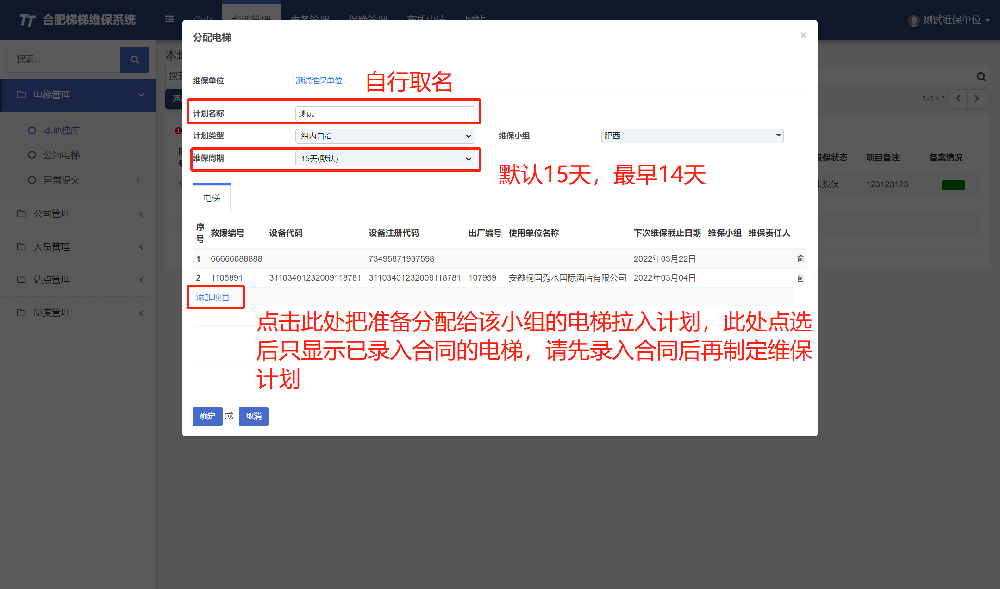 TT 合肥梯梯维保系统
首页 台账管理 事务管理 保险管理 在线申请 网站
测试维保单位
搜索...
电梯管理
本地梯库
公海电梯
异常提交
公司管理
人员管理
站点管理
制度管理
本地
搜索
1-1 / 1
投保状态 项目备注 备案情况
未投保 123123123
分配电梯
×
维保单位 测试维保单位
自行取名
计划名称 测试
计划类型 组内自治 维保小组 肥西
维保周期 15天(默认)
默认15天，最早14天
电梯
序号 救援编号 设备代码 设备注册代码 出厂编号 使用单位名称 下次维保截止日期 维保小组 维保责任人
1 66666688888 73495871937598 2022年03月22日
2 1105891 31103401232009118781 31103401232009118781 107959 安徽桐国秀水国际酒店有限公司 2022年03月04日
添加项目
点击此处把准备分配给该小组的电梯拉入计划，此处点选
后只显示已录入合同的电梯，请先录入合同后再制定维保
计划
确定 或 取消